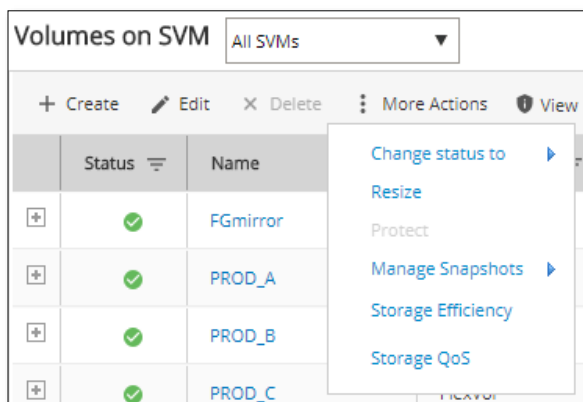 Volumes on SVM All SVMs
Create Edit Delete More Actions View
Status Name
Change status to
Resize
Protect
Manage Snapshots
Storage Efficiency
Storage QoS
FGmirror
PROD_A
PROD_B
PROD_C